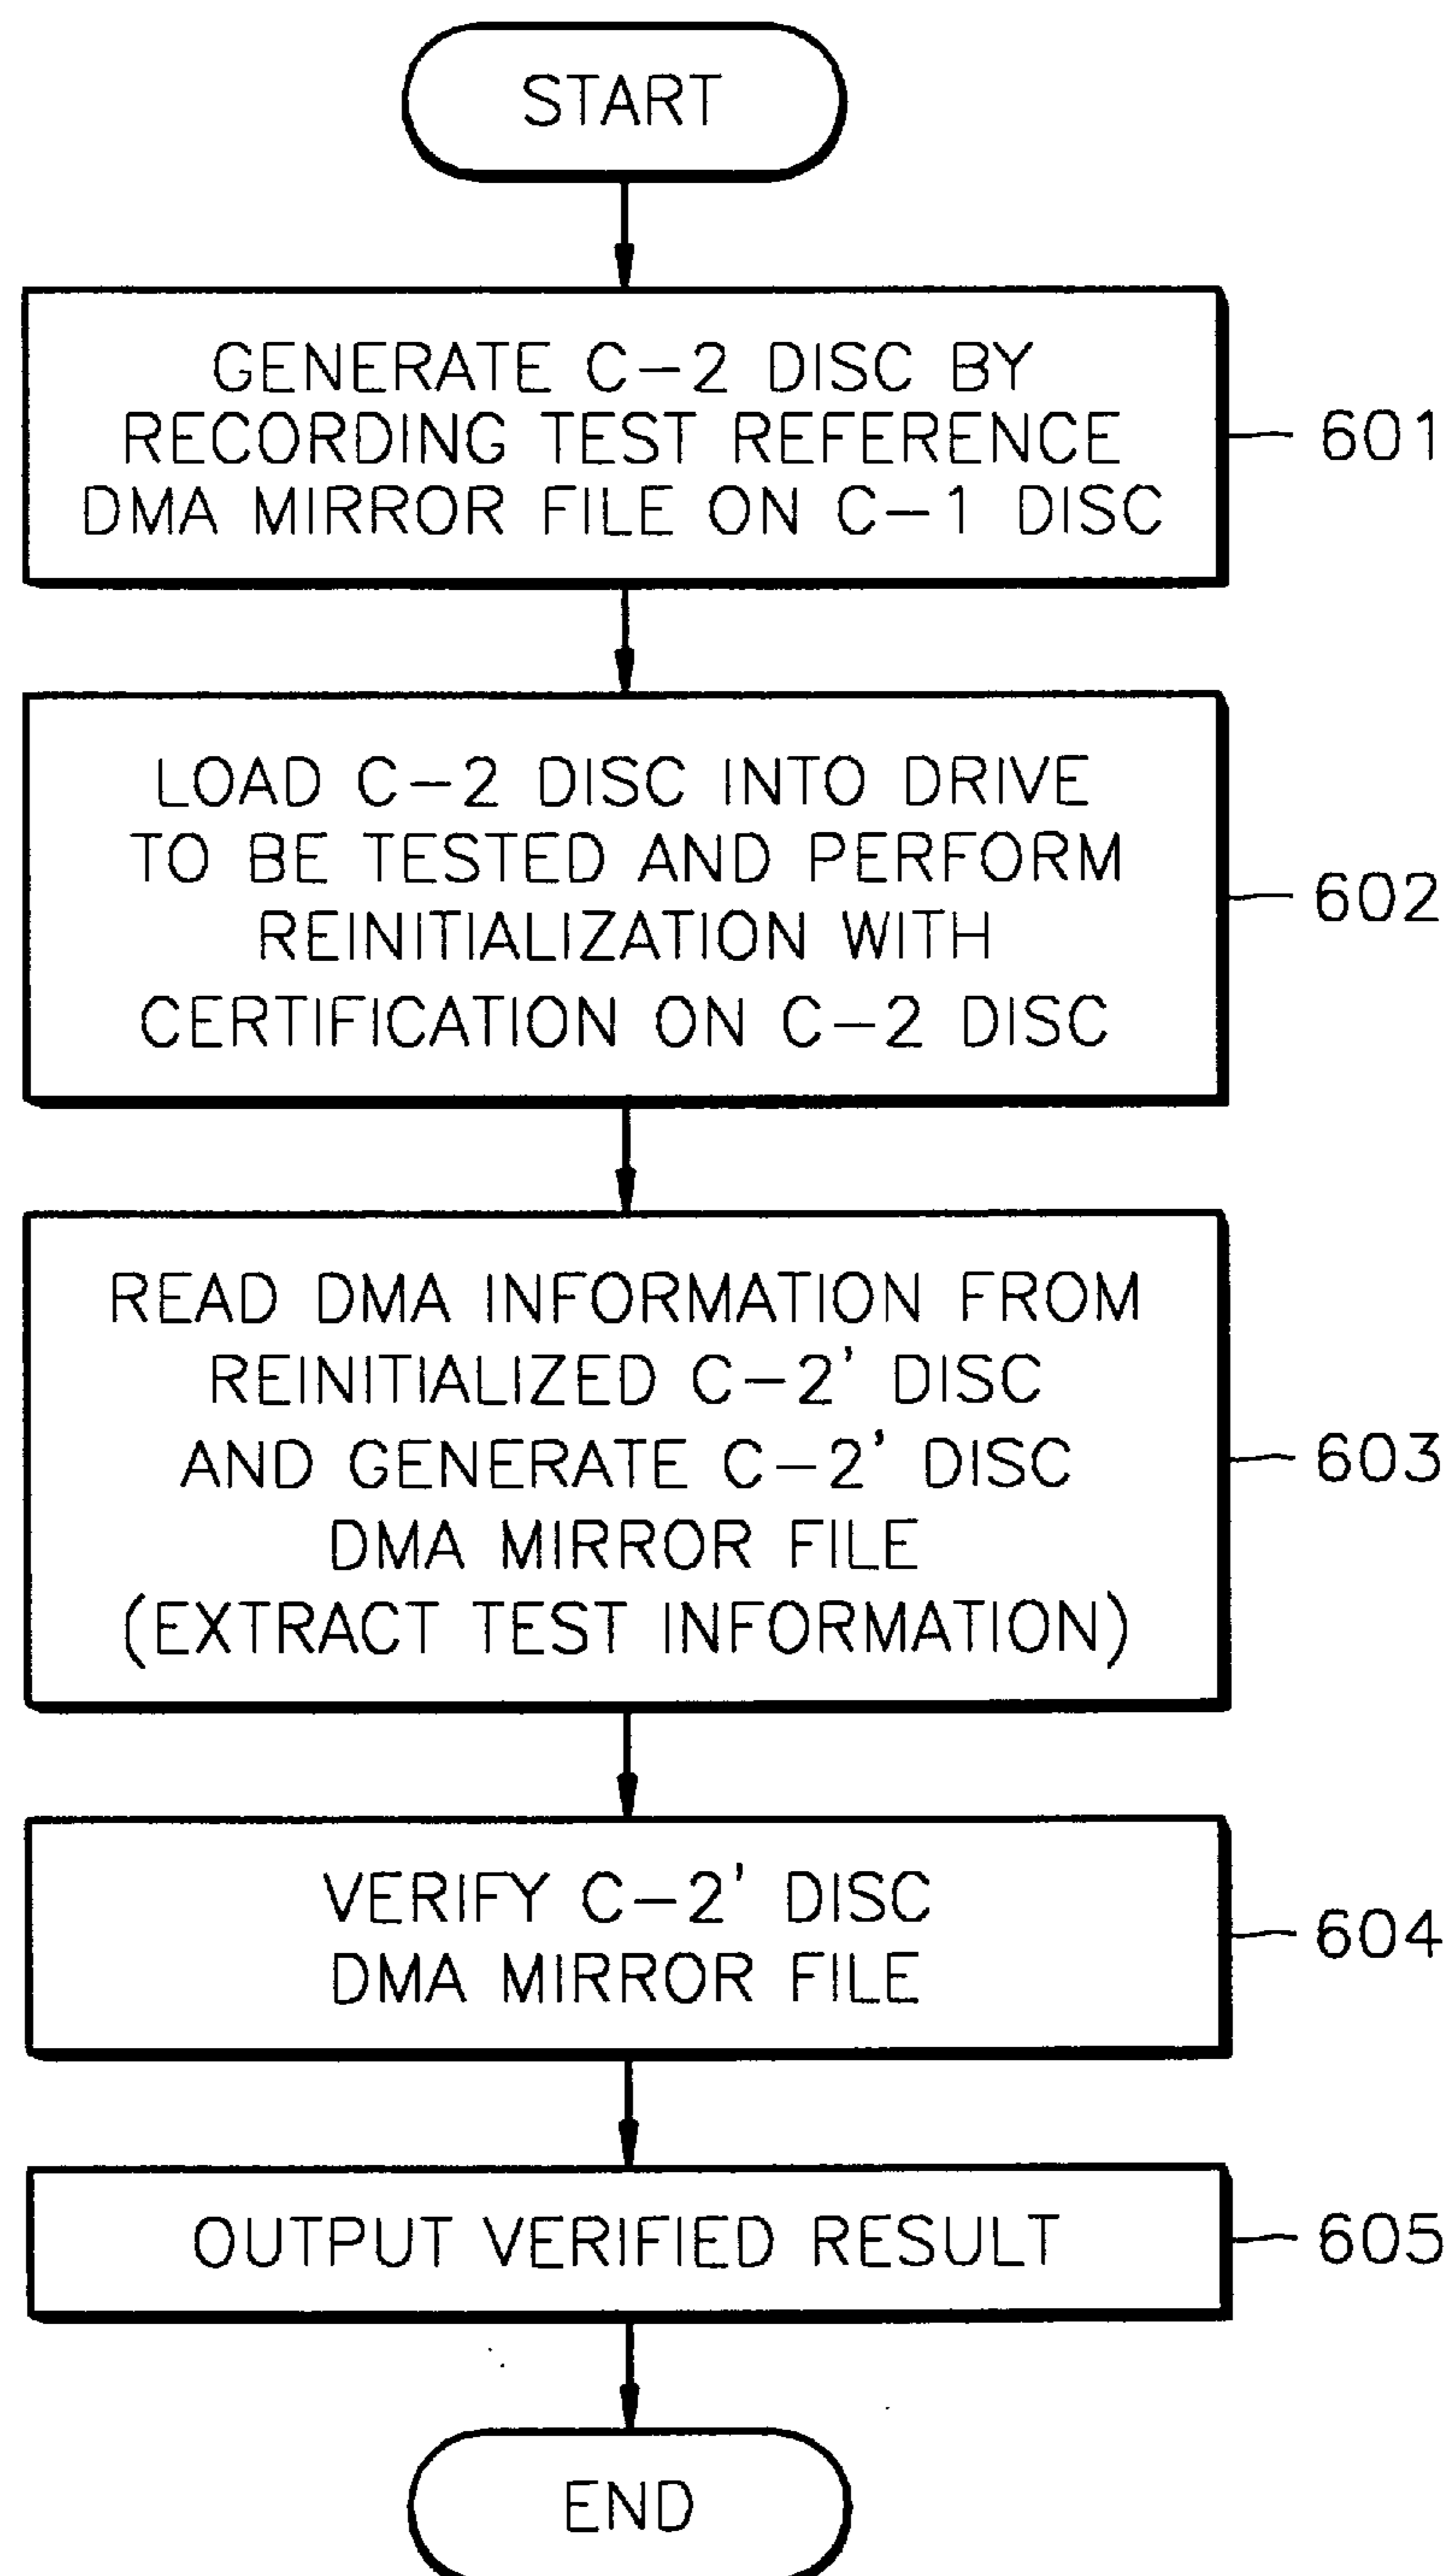 START
GENERATE C-2 DISC BY
RECORDING TEST REFERENCE
DMA MIRROR FILE ON C-1 DISC
601
LOAD C-2 DISC INTO DRIVE
TO BE TESTED AND PERFORM
REINITIALIZATION WITH
CERTIFICATION ON C-2 DISC
602
READ DMA INFORMATION FROM
REINITIALIZED C-2' DISC
AND GENERATE C-2' DISC
DMA MIRROR FILE
(EXTRACT TEST INFORMATION)
603
VERIFY C-2' DISC
DMA MIRROR FILE
604
OUTPUT VERIFIED RESULT
605
END